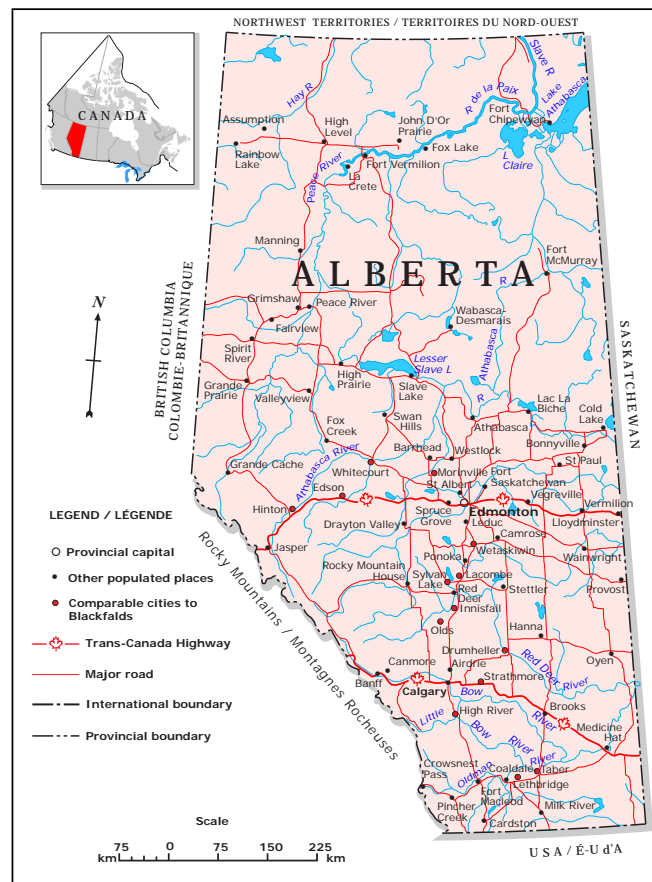 NORTHWEST TERRITORIES / TERRITOIRES DU NORD-OUEST
CANADA
Slave R
Hay R
R de la Paix
Lake
Athabasca
Fort
Chipewyan
Assumption
High
Level
John D'Or
Prairie
Fox Lake
L
Claire
Rainbow
Lake
Fort Vermilion
La
Crete
Peace River
Manning
Fort
McMurray
ALBERTA
N
BRITISH COLUMBIA
COLOMBIE-BRITANNIQUE
SASKATCHEWAN
Grimshaw
Peace River
Fairview
Wabasca-
Desmarais
Athabasca R
Spirit
River
Lesser
Slave L
High
Prairie
Slave
Lake
Grande
Prairie
Valleyview
R
Lac La
Biche
Cold
Lake
Swan
Hills
Athabasca
Fox
Creek
Bonnyville
Barrhead
Westlock
St Paul
Athabasca River
Whitecourt
Grande Cache
Morinville
Fort
Saskatchewan
St Albert
Edson
Vegreville
Vermilion
Hinton
Spruce
Grove
Edmonton
Lloydminster
Drayton Valley
Leduc
Camrose
Jasper
Wetaskiwin
Wainwright
Ponoka
Rocky Mountain
House
Sylvan
Lake
Lacombe
Red
Deer
Stettler
Provost
Innisfail
Olds
Hanna
Drumheller
Red Deer
River
Oyen
Canmore
Airdrie
Banff
Calgary
Strathmore
Bow
River
Little
Bow
River
High River
Brooks
Medicine
Hat
Crowsnest
Pass
Oldman
River
Coaldale
Taber
Lethbridge
Fort
Macleod
Pincher
Creek
Milk River
Cardston
Rocky Mountains / Montagnes Rocheuses
USA / É-U d'A
LEGEND / LÉGENDE
Provincial capital
Other populated places
Comparable cities to
Blackfalds
Trans-Canada Highway
Major road
International boundary
Provincial boundary
Scale
75 0 75 150 225
km km